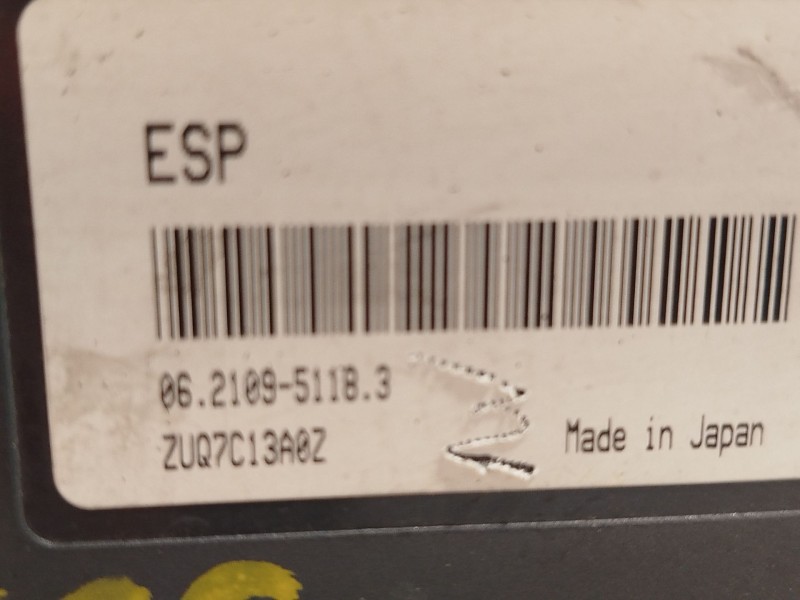 ESP
06.2109-5118.3
ZUQ7C13A0Z
Made in Japan